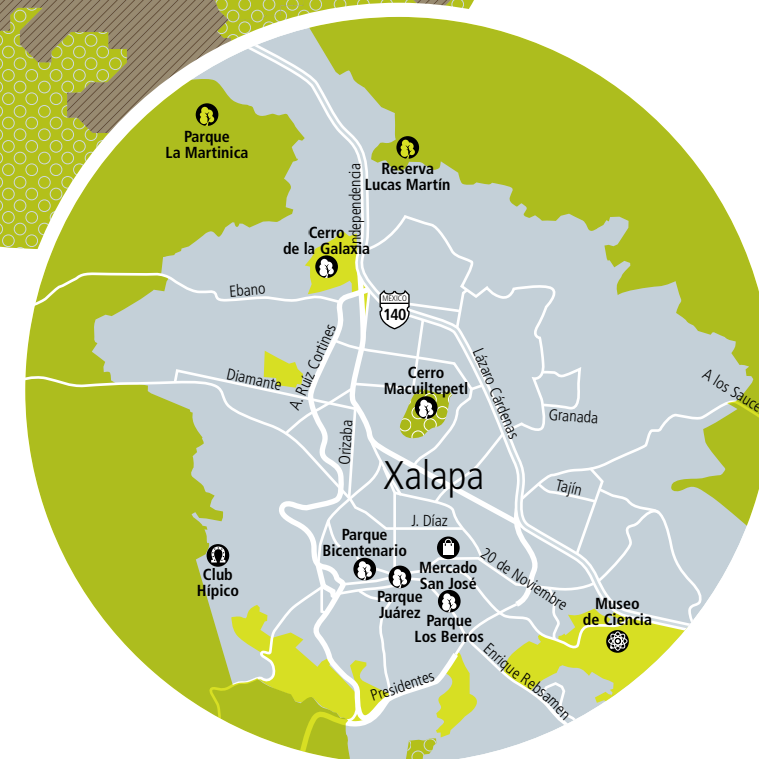 Parque
La Martinica
Reserva
Lucas Martín
Independencia
Cerro
de la Galaxia
Ebano
MÉXICO
140
A. Ruíz Cortines
Lázaro Cárdenas
Diamante
Cerro
Macuiltepetl
A los Sauce
Granada
Orizaba
Xalapa
Tajín
J. Díaz
Parque
Bicentenario
Mercado
San José
20 de Noviembre
Club
Hípico
Parque
Juárez
Parque
Los Berros
Museo
de Ciencia
Enrique Rebsamen
Presidentes